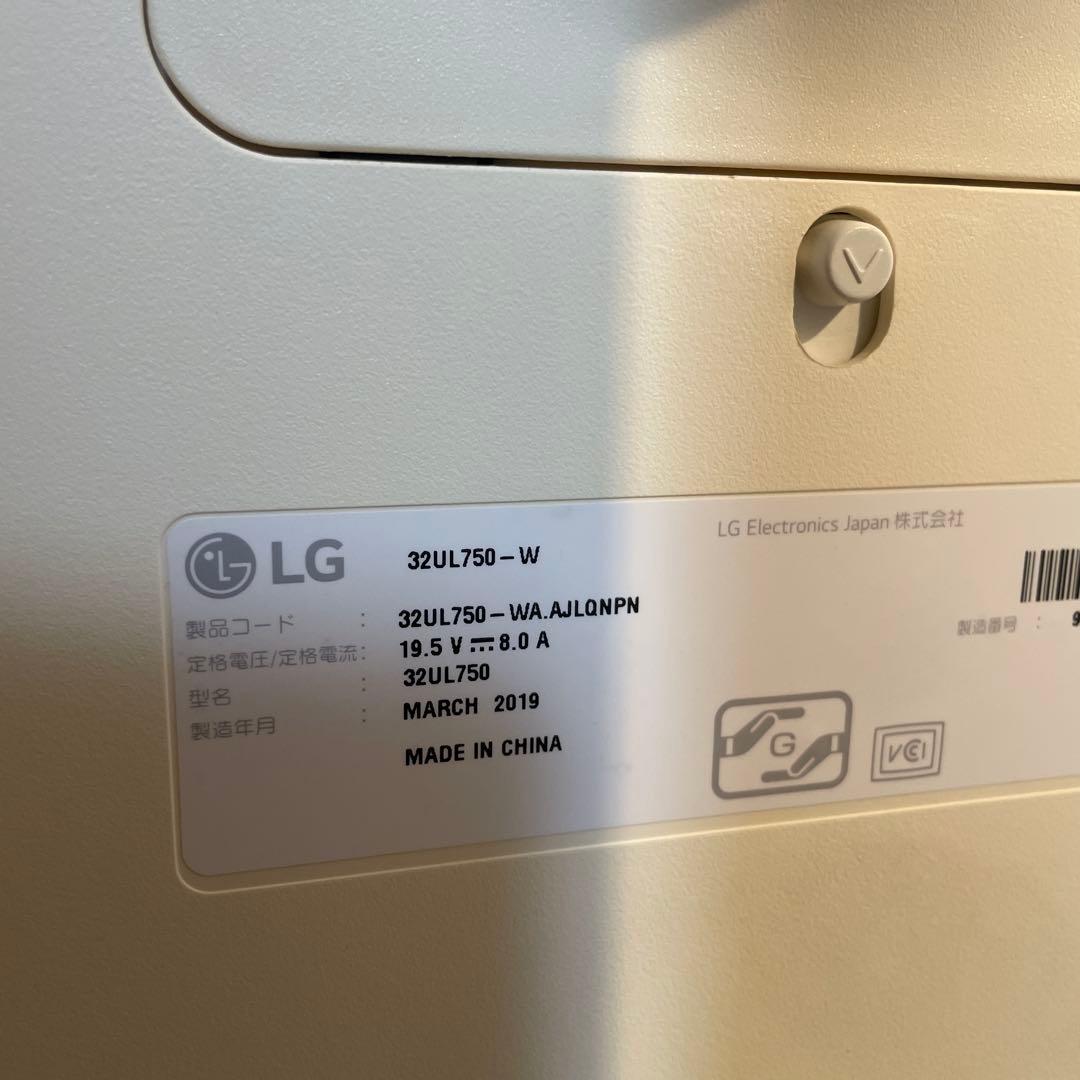 LG 32UL750-W
LG Electronics Japan 株式会社
製品コード : 32UL750-WA.AJLQNPN
定格電圧/定格電流: 19.5 V ⎓ 8.0 A
型名 : 32UL750
製造年月 : MARCH 2019
MADE IN CHINA
製造番号 : 9
G
VCI